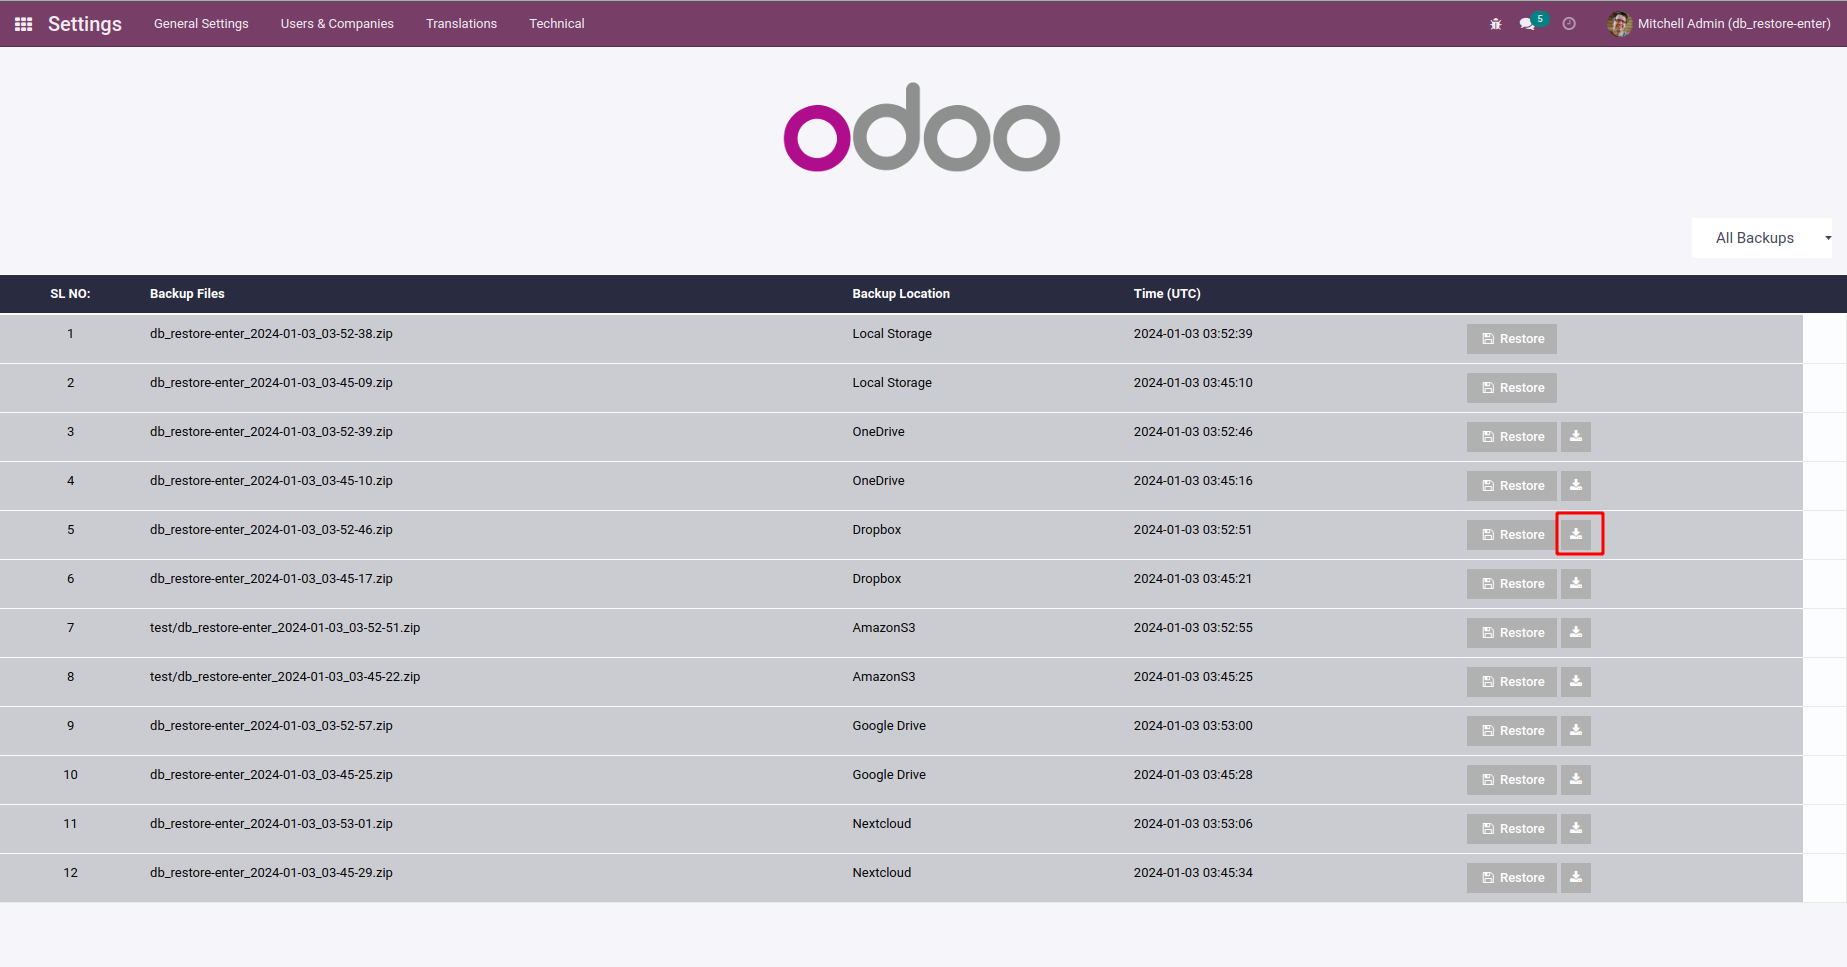 Settings General Settings Users & Companies Translations Technical 5 Mitchell Admin (db_restore-enter)
odoo
All Backups
SL NO: Backup Files Backup Location Time (UTC)
1 db_restore-enter_2024-01-03_03-52-38.zip Local Storage 2024-01-03 03:52:39 Restore
2 db_restore-enter_2024-01-03_03-45-09.zip Local Storage 2024-01-03 03:45:10 Restore
3 db_restore-enter_2024-01-03_03-52-39.zip OneDrive 2024-01-03 03:52:46 Restore
4 db_restore-enter_2024-01-03_03-45-10.zip OneDrive 2024-01-03 03:45:16 Restore
5 db_restore-enter_2024-01-03_03-52-46.zip Dropbox 2024-01-03 03:52:51 Restore
6 db_restore-enter_2024-01-03_03-45-17.zip Dropbox 2024-01-03 03:45:21 Restore
7 test/db_restore-enter_2024-01-03_03-52-51.zip AmazonS3 2024-01-03 03:52:55 Restore
8 test/db_restore-enter_2024-01-03_03-45-22.zip AmazonS3 2024-01-03 03:45:25 Restore
9 db_restore-enter_2024-01-03_03-52-57.zip Google Drive 2024-01-03 03:53:00 Restore
10 db_restore-enter_2024-01-03_03-45-25.zip Google Drive 2024-01-03 03:45:28 Restore
11 db_restore-enter_2024-01-03_03-53-01.zip Nextcloud 2024-01-03 03:53:06 Restore
12 db_restore-enter_2024-01-03_03-45-29.zip Nextcloud 2024-01-03 03:45:34 Restore